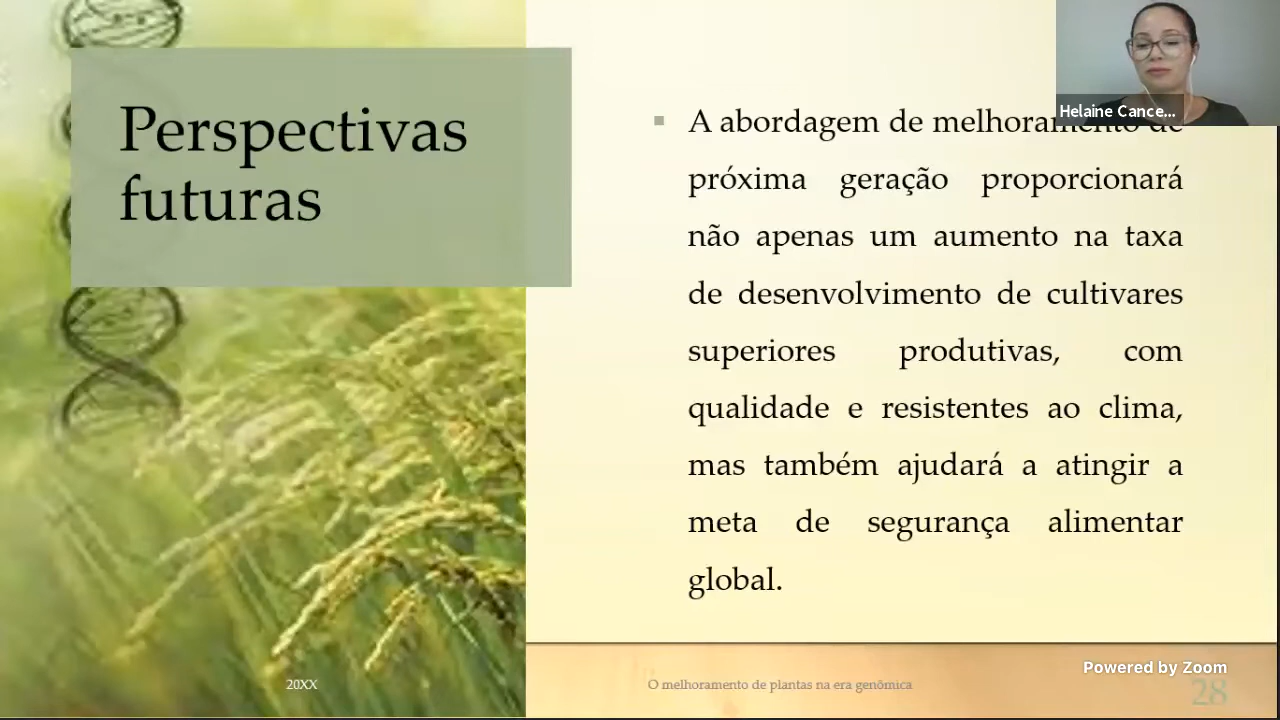 Perspectivas
futuras
Helaine Cance...
A abordagem de melhoramento de
próxima geração proporcionará
não apenas um aumento na taxa
de desenvolvimento de cultivares
superiores produtivas, com
qualidade e resistentes ao clima,
mas também ajudará a atingir a
meta de segurança alimentar
global.
Powered by Zoom
20XX
O melhoramento de plantas na era genômica
28